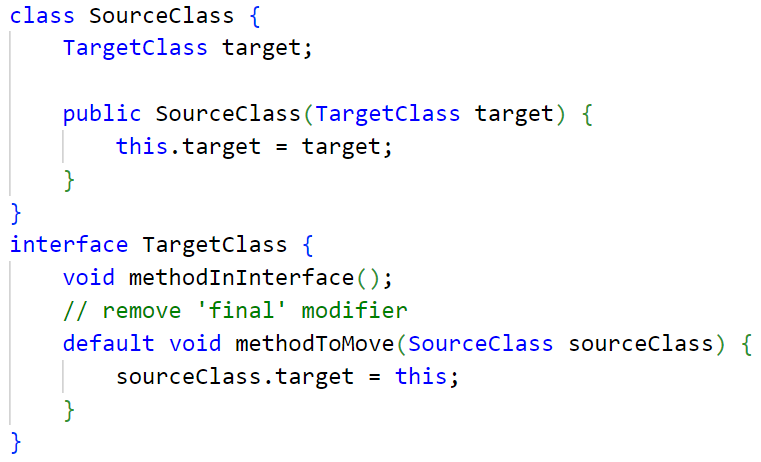 class SourceClass {
    TargetClass target;

    public SourceClass(TargetClass target) {
        this.target = target;
    }
}
interface TargetClass {
    void methodInInterface();
    // remove 'final' modifier
    default void methodToMove(SourceClass sourceClass) {
        sourceClass.target = this;
    }
}